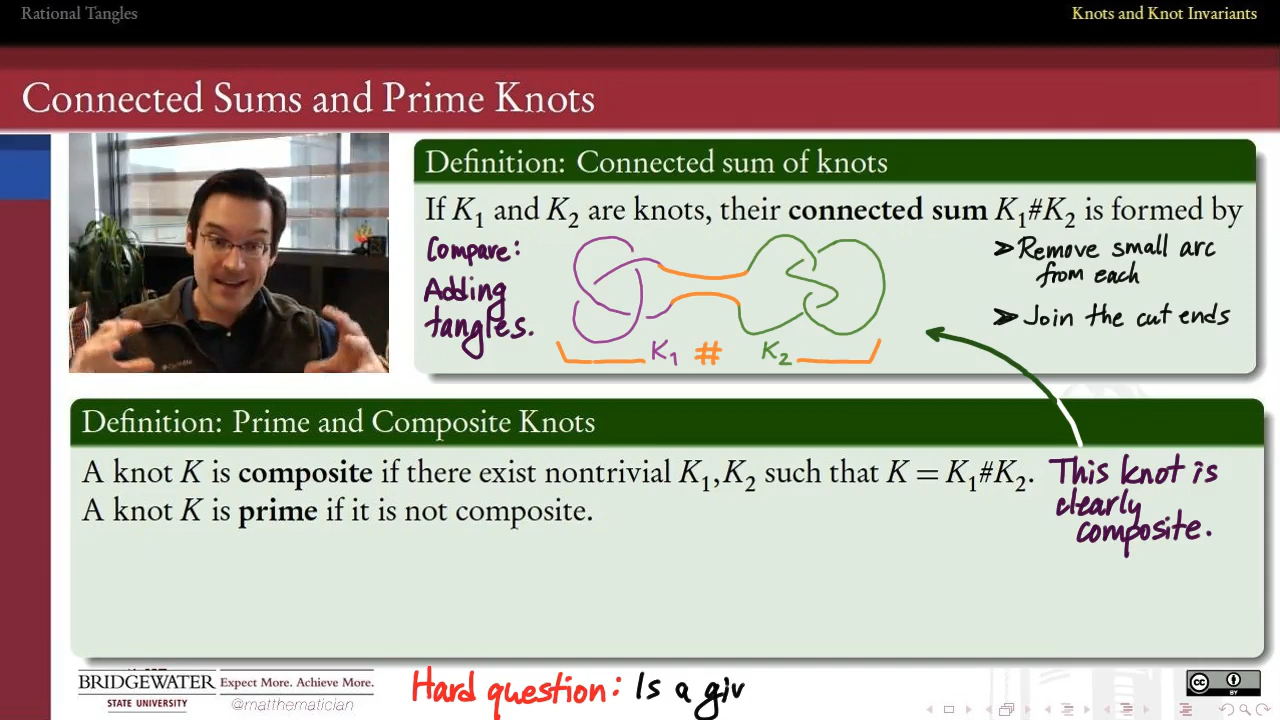 Rational Tangles
Knots and Knot Invariants
Connected Sums and Prime Knots
Definition: Connected sum of knots
If K₁ and K₂ are knots, their connected sum K₁#K₂ is formed by
Compare:
Adding
tangles.
K₁ # K₂
➤ Remove small arc
from each
➤ Join the cut ends
Definition: Prime and Composite Knots
A knot K is composite if there exist nontrivial K₁,K₂ such that K = K₁#K₂.
A knot K is prime if it is not composite.
This knot is
clearly
composite.
BRIDGEWATER
STATE UNIVERSITY
Expect More. Achieve More.
@matthematician
Hard question: Is a giv
cc
BY